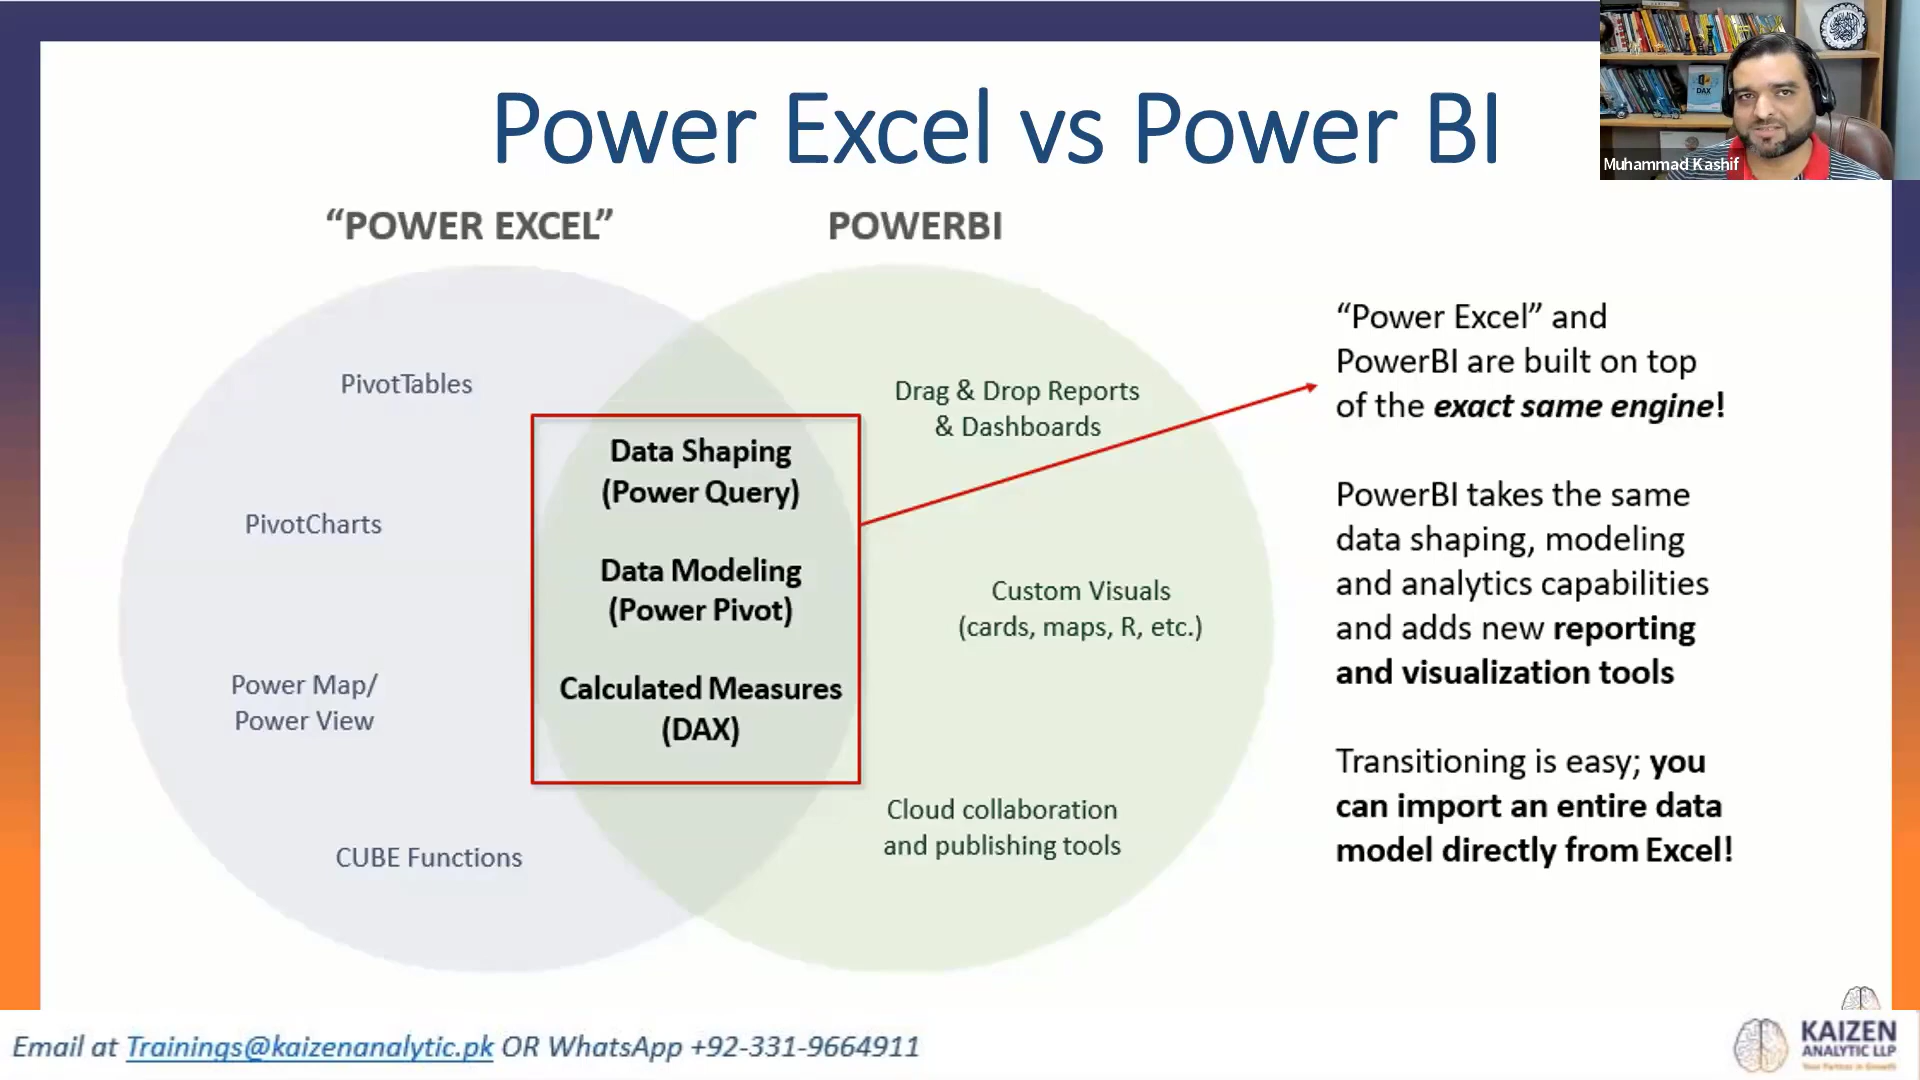 Power Excel vs Power BI
DAX
Muhammad Kashif
“POWER EXCEL”
POWERBI
PivotTables
PivotCharts
Power Map/
Power View
CUBE Functions
Data Shaping
(Power Query)
Data Modeling
(Power Pivot)
Calculated Measures
(DAX)
Drag & Drop Reports
& Dashboards
Custom Visuals
(cards, maps, R, etc.)
Cloud collaboration
and publishing tools
“Power Excel” and
PowerBI are built on top
of the exact same engine!
PowerBI takes the same
data shaping, modeling
and analytics capabilities
and adds new reporting
and visualization tools
Transitioning is easy; you
can import an entire data
model directly from Excel!
Email at Trainings@kaizenanalytic.pk OR WhatsApp +92-331-9664911
KAIZEN
ANALYTIC LLP
Your Partner in Growth